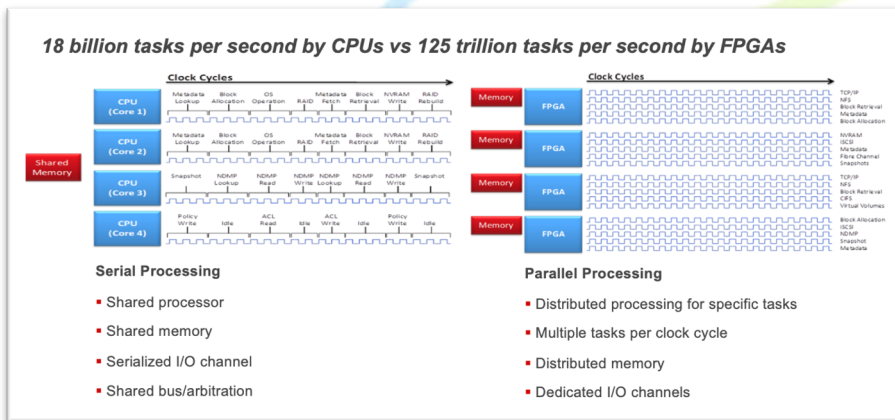 18 billion tasks per second by CPUs vs 125 trillion tasks per second by FPGAs
Clock Cycles
CPU
(Core 1)
Metadata Lookup
Block Allocation
OS Operation
RAID
Metadata Fetch
Block Retrieval
NVRAM Write
RAID Rebuild
CPU
(Core 2)
Metadata Lookup
Block Allocation
OS Operation
RAID
Metadata Fetch
Block Retrieval
NVRAM Write
RAID Rebuild
Shared
Memory
CPU
(Core 3)
Snapshot
NDMP Lookup
NDMP Read
NDMP Write
NDMP Lookup
NDMP Read
NDMP Write
Snapshot
CPU
(Core 4)
Policy Write
Idle
ACL Read
Idle
ACL Write
Idle
Policy Write
Idle
Serial Processing
Shared processor
Shared memory
Serialized I/O channel
Shared bus/arbitration
Clock Cycles
Memory
FPGA
TCP/IP
NFS
Block Retrieval
Metadata
Block Allocation
Memory
FPGA
NVRAM
iSCSI
Metadata
Fibre Channel
Snapshots
Memory
FPGA
TCP/IP
NFS
Block Retrieval
CIFS
Virtual Volumes
Memory
FPGA
Block Allocation
iSCSI
NDMP
Snapshot
Metadata
Parallel Processing
Distributed processing for specific tasks
Multiple tasks per clock cycle
Distributed memory
Dedicated I/O channels